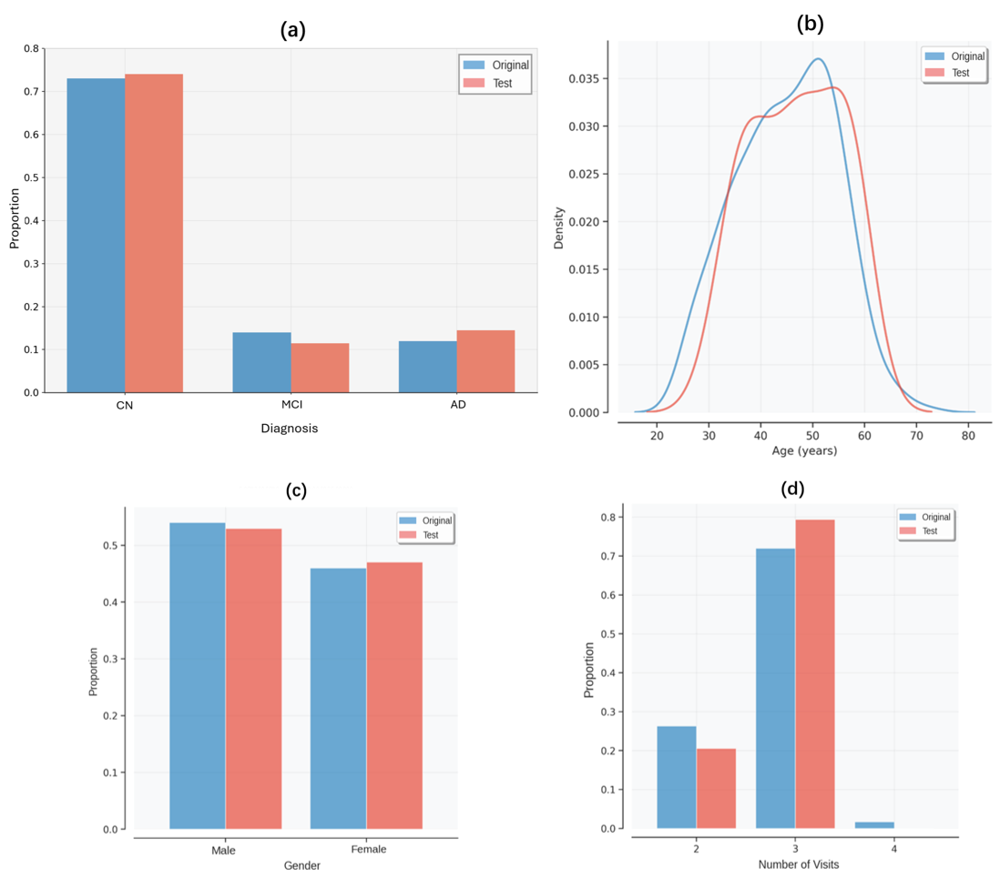 (a)
0.8
0.7
0.6
0.5
0.4
0.3
0.2
0.1
0.0
Proportion
Original
Test
CN MCI AD
Diagnosis
(b)
0.035
0.030
0.025
0.020
0.015
0.010
0.005
0.000
Density
Original
Test
20 30 40 50 60 70 80
Age (years)
(c)
0.5
0.4
0.3
0.2
0.1
0.0
Proportion
Original
Test
Male Female
Gender
(d)
0.8
0.7
0.6
0.5
0.4
0.3
0.2
0.1
0.0
Proportion
Original
Test
2 3 4
Number of Visits